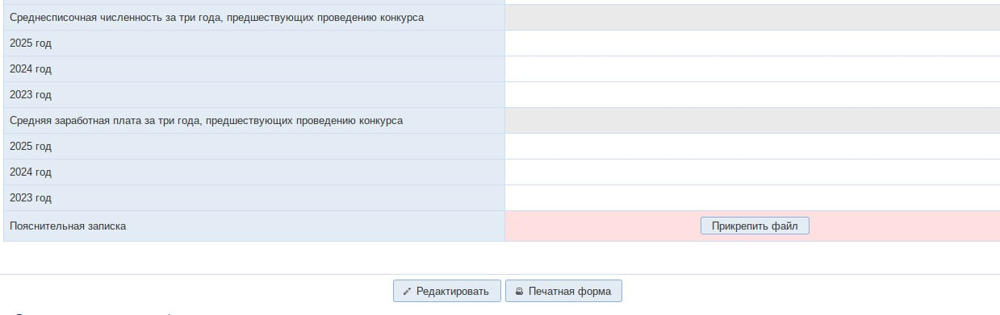 Среднесписочная численность за три года, предшествующих проведению конкурса
2025 год
2024 год
2023 год
Средняя заработная плата за три года, предшествующих проведению конкурса
2025 год
2024 год
2023 год
Пояснительная записка Прикрепить файл
Редактировать Печатная форма